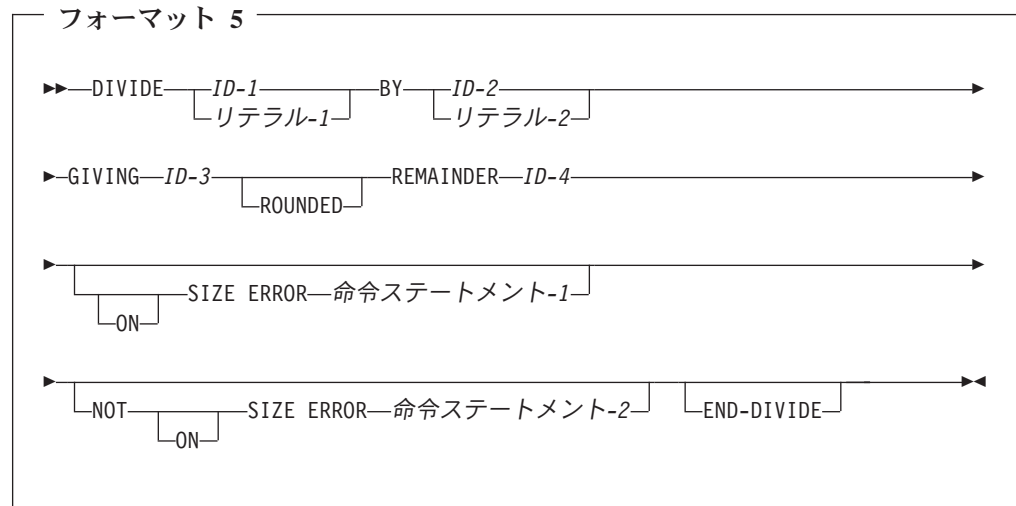 フォーマット 5
DIVIDE ID-1 BY ID-2
リテラル-1 リテラル-2
GIVING ID-3 REMAINDER ID-4
ROUNDED
SIZE ERROR 命令ステートメント-1
ON
NOT SIZE ERROR 命令ステートメント-2 END-DIVIDE
ON